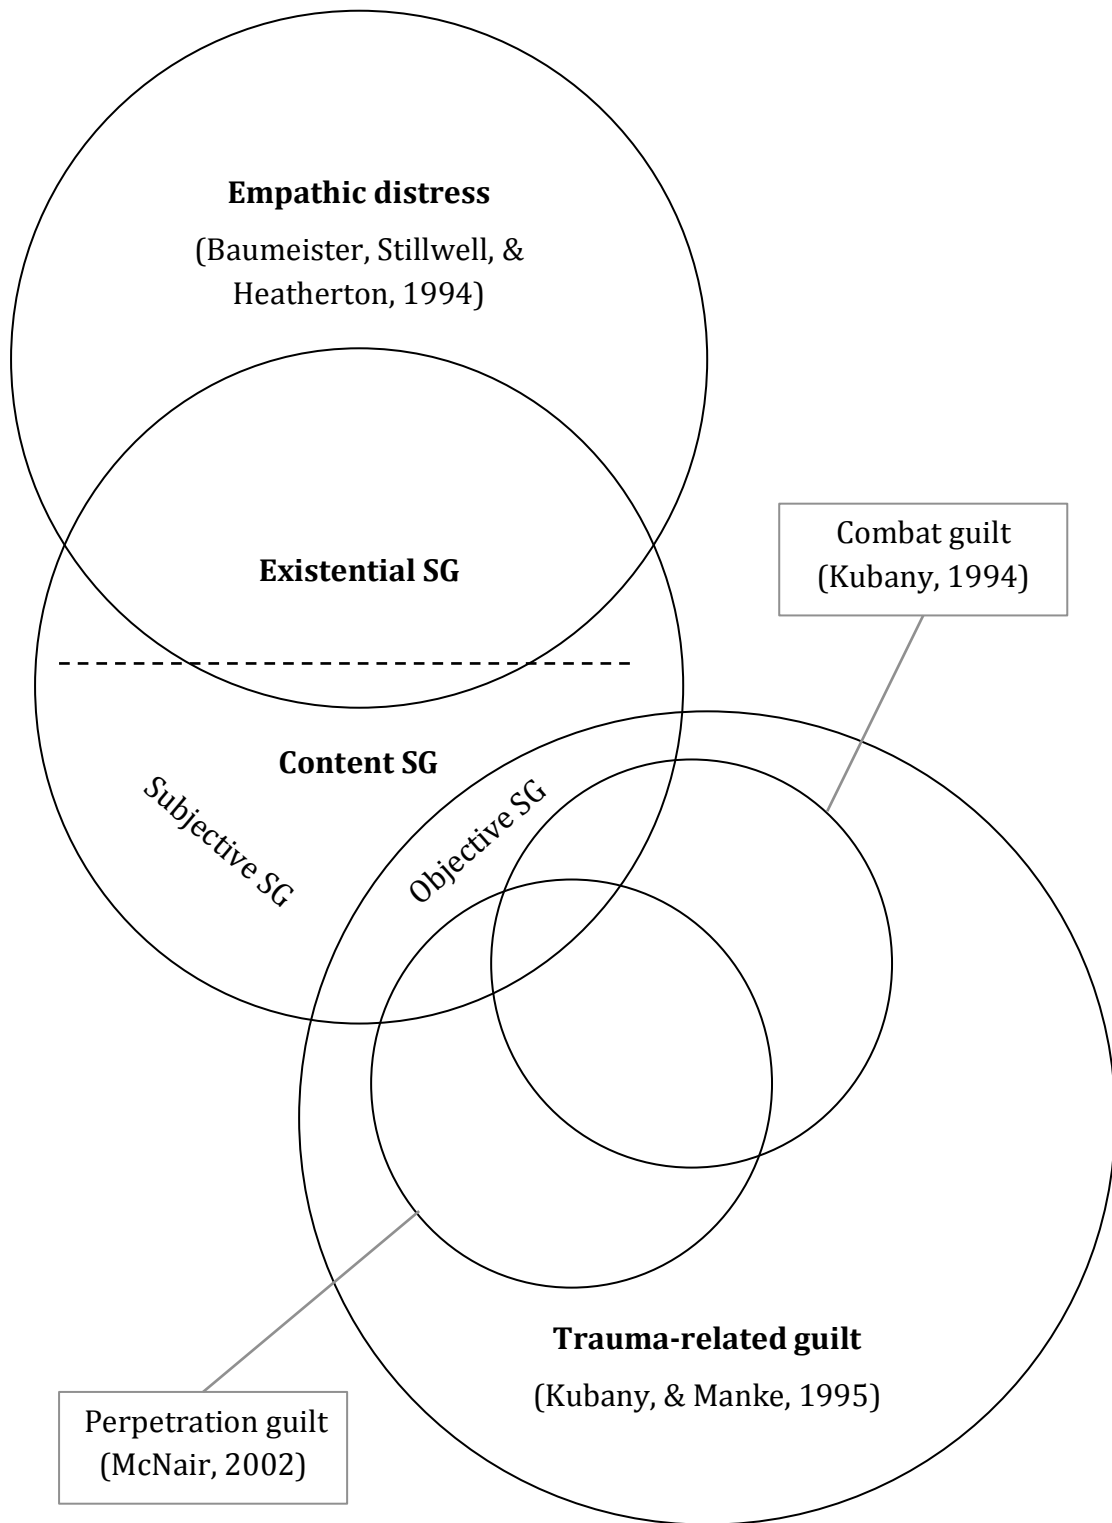 Empathic distress
(Baumeister, Stillwell, &
Heatherton, 1994)
Existential SG
Combat guilt
(Kubany, 1994)
Content SG
Subjective SG
Objective SG
Trauma-related guilt
(Kubany, & Manke, 1995)
Perpetration guilt
(McNair, 2002)